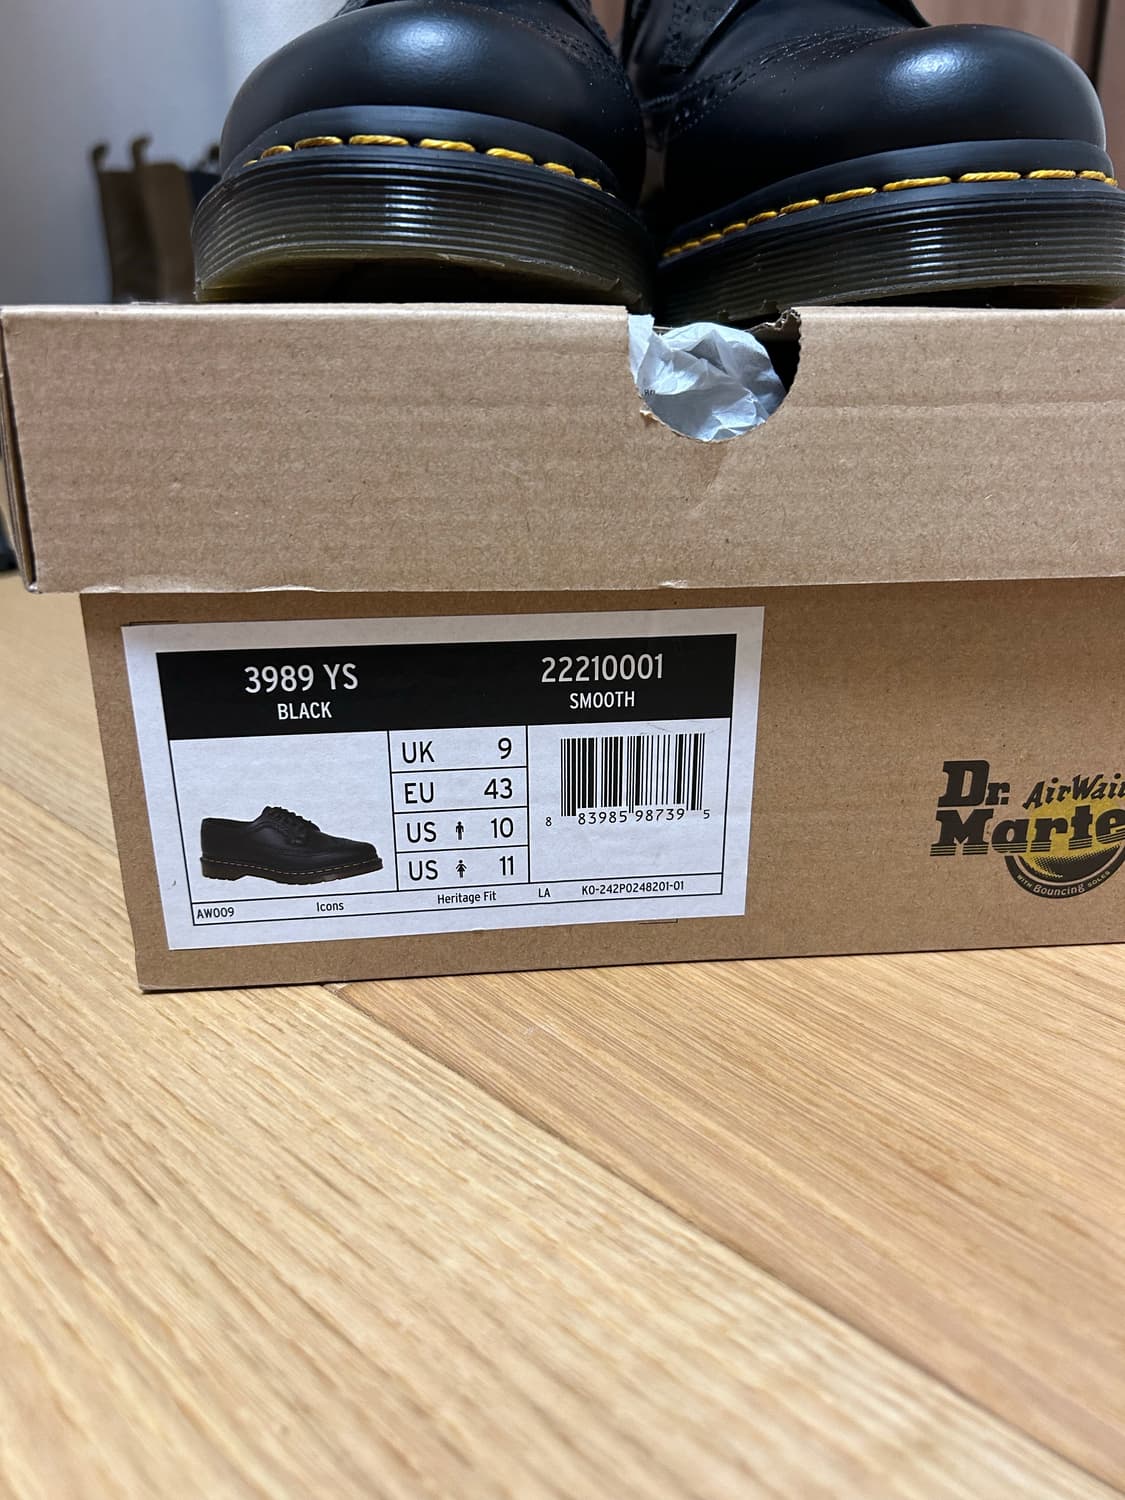 3989 YS
BLACK
22210001
SMOOTH
UK 9
EU 43
US 10
US 11
8 83985 98739 5
AW009 Icons Heritage Fit LA KO-242P0248201-01
Dr. AirWair
Marte
WITH Bouncing SOLES